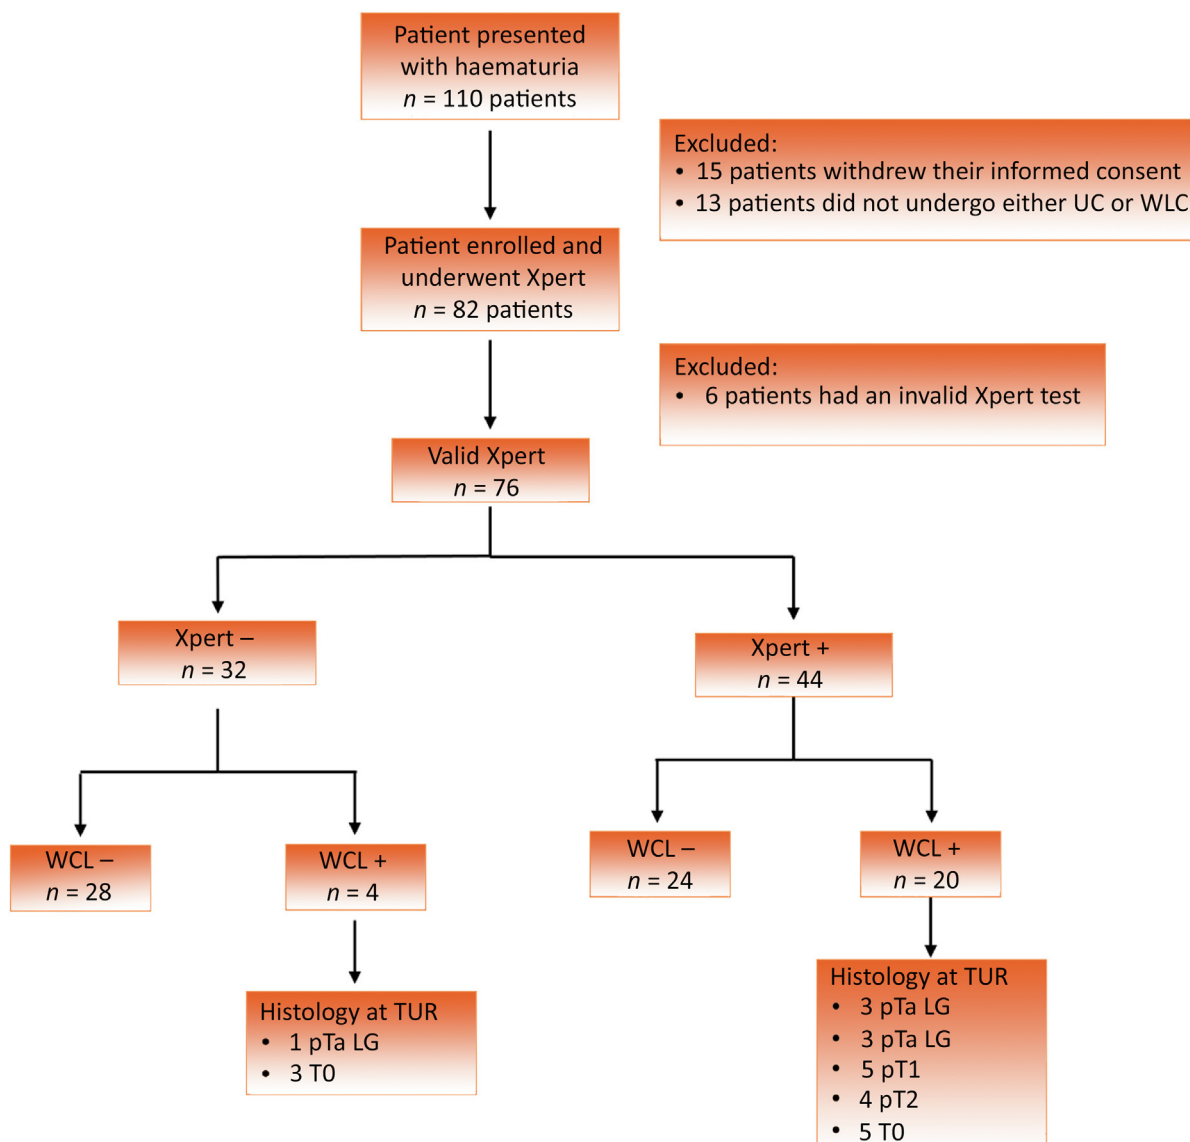 Patient presented
with haematuria
n = 110 patients
Excluded:
• 15 patients withdrew their informed consent
• 13 patients did not undergo either UC or WLC
Patient enrolled and
underwent Xpert
n = 82 patients
Excluded:
• 6 patients had an invalid Xpert test
Valid Xpert
n = 76
Xpert –
n = 32
Xpert +
n = 44
WCL –
n = 28
WCL +
n = 4
WCL –
n = 24
WCL +
n = 20
Histology at TUR
• 1 pTa LG
• 3 T0
Histology at TUR
• 3 pTa LG
• 3 pTa LG
• 5 pT1
• 4 pT2
• 5 T0